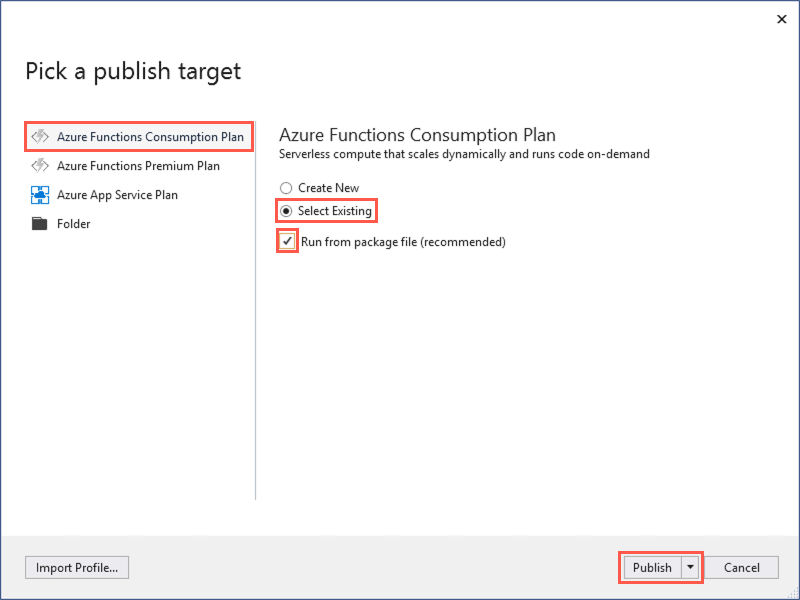 Pick a publish target
Azure Functions Consumption Plan
Azure Functions Premium Plan
Azure App Service Plan
Folder
Azure Functions Consumption Plan
Serverless compute that scales dynamically and runs code on-demand
Create New
Select Existing
Run from package file (recommended)
Import Profile...
Publish
Cancel